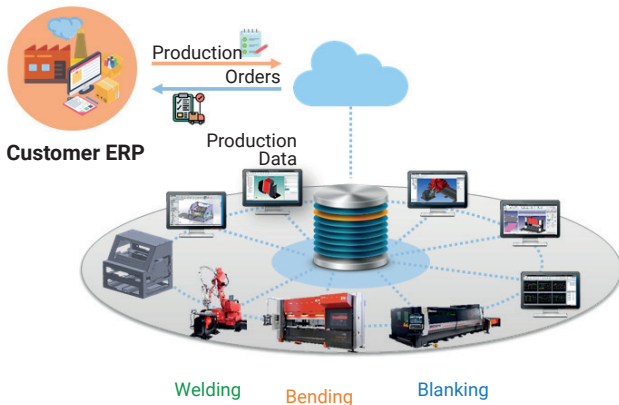 Production
Orders
Customer ERP
Production
Data
Welding
Bending
Blanking